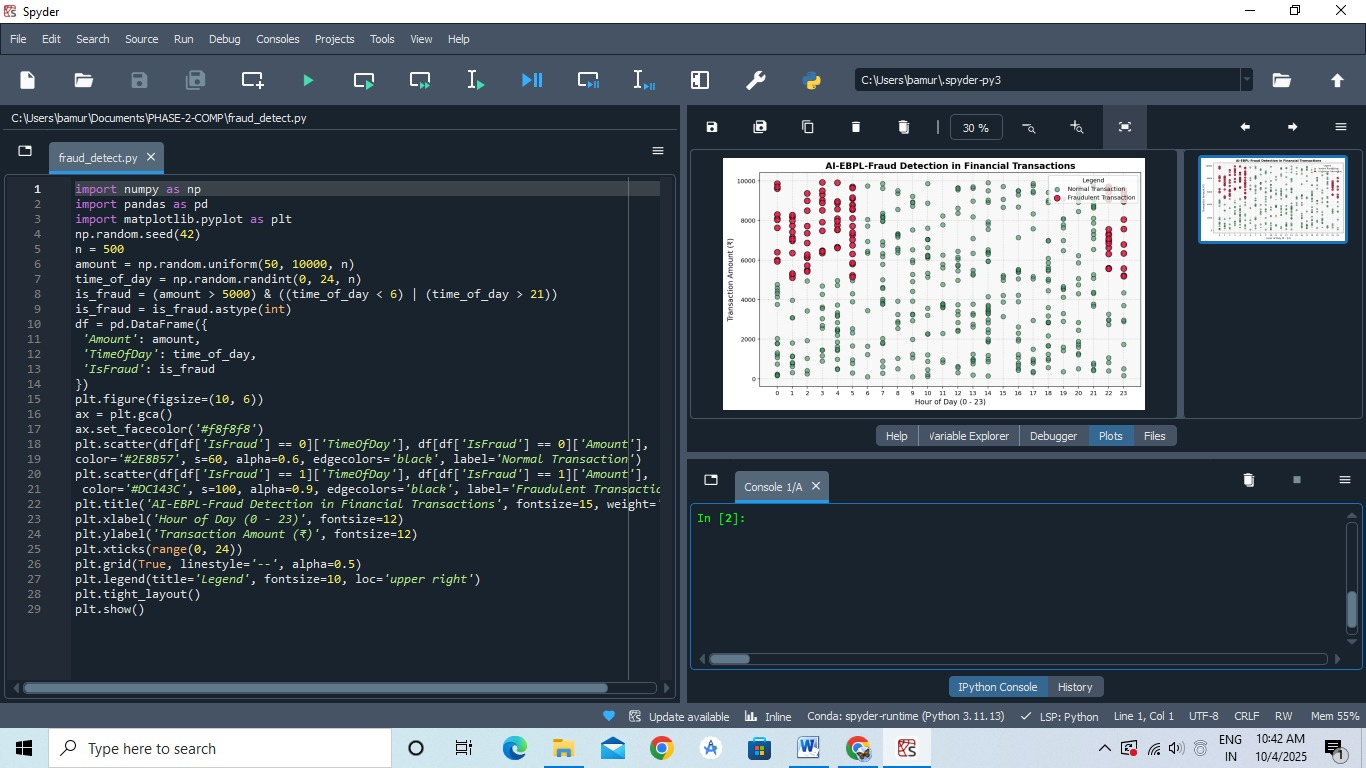 Spyder
File Edit Search Source Run Debug Consoles Projects Tools View Help
C:\Users\bamur\.spyder-py3
C:\Users\bamur\Documents\PHASE-2-COMP\fraud_detect.py
fraud_detect.py
1 import numpy as np
2 import pandas as pd
3 import matplotlib.pyplot as plt
4 np.random.seed(42)
5 n = 500
6 amount = np.random.uniform(50, 10000, n)
7 time_of_day = np.random.randint(0, 24, n)
8 is_fraud = (amount > 5000) & ((time_of_day < 6) | (time_of_day > 21))
9 is_fraud = is_fraud.astype(int)
10 df = pd.DataFrame({
11 'Amount': amount,
12 'TimeOfDay': time_of_day,
13 'IsFraud': is_fraud
14 })
15 plt.figure(figsize=(10, 6))
16 ax = plt.gca()
17 ax.set_facecolor('#f8f8f8')
18 plt.scatter(df[df['IsFraud'] == 0]['TimeOfDay'], df[df['IsFraud'] == 0]['Amount'],
19 color='#2E8B57', s=60, alpha=0.6, edgecolors='black', label='Normal Transaction')
20 plt.scatter(df[df['IsFraud'] == 1]['TimeOfDay'], df[df['IsFraud'] == 1]['Amount'],
21 color='#DC143C', s=100, alpha=0.9, edgecolors='black', label='Fraudulent Transactio
22 plt.title('AI-EBPL-Fraud Detection in Financial Transactions', fontsize=15, weight='
23 plt.xlabel('Hour of Day (0 - 23)', fontsize=12)
24 plt.ylabel('Transaction Amount (₹)', fontsize=12)
25 plt.xticks(range(0, 24))
26 plt.grid(True, linestyle='--', alpha=0.5)
27 plt.legend(title='Legend', fontsize=10, loc='upper right')
28 plt.tight_layout()
29 plt.show()
30 %
AI-EBPL-Fraud Detection in Financial Transactions
Legend
Normal Transaction
Fraudulent Transaction
Transaction Amount (₹)
10000
8000
6000
4000
2000
0
0 1 2 3 4 5 6 7 8 9 10 11 12 13 14 15 16 17 18 19 20 21 22 23
Hour of Day (0 - 23)
AI-EBPL-Fraud Detection in Financial Transactions
Help Variable Explorer Debugger Plots Files
Console 1/A
In [2]:
IPython Console History
Update available Inline Conda: spyder-runtime (Python 3.11.13) LSP: Python Line 1, Col 1 UTF-8 CRLF RW Mem 55%
Type here to search
ENG
IN
10:42 AM
10/4/2025
1